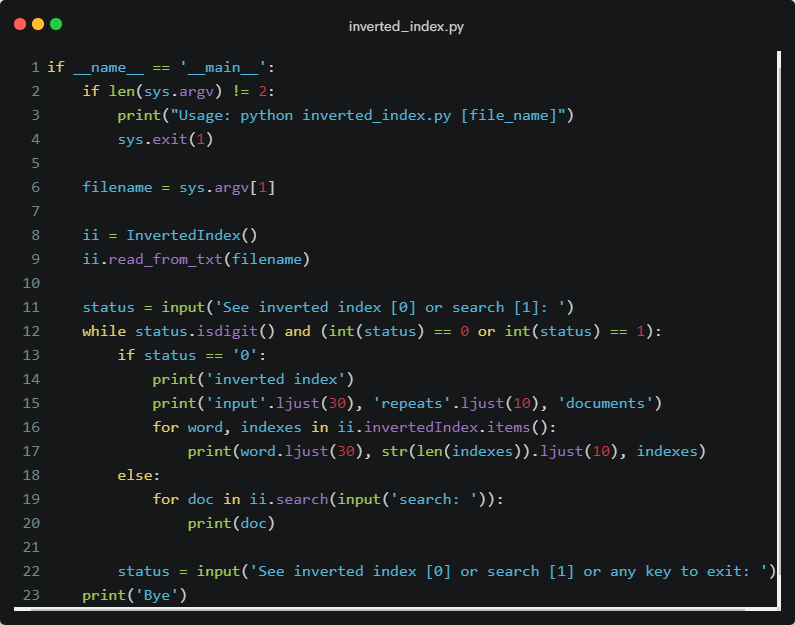 inverted_index.py
1 if __name__ == '__main__':
2     if len(sys.argv) != 2:
3         print("Usage: python inverted_index.py [file_name]")
4         sys.exit(1)
5
6     filename = sys.argv[1]
7
8     ii = InvertedIndex()
9     ii.read_from_txt(filename)
10
11     status = input('See inverted index [0] or search [1]: ')
12     while status.isdigit() and (int(status) == 0 or int(status) == 1):
13         if status == '0':
14             print('inverted index')
15             print('input'.ljust(30), 'repeats'.ljust(10), 'documents')
16             for word, indexes in ii.invertedIndex.items():
17                 print(word.ljust(30), str(len(indexes)).ljust(10), indexes)
18         else:
19             for doc in ii.search(input('search: ')):
20                 print(doc)
21
22         status = input('See inverted index [0] or search [1] or any key to exit: ')
23     print('Bye')